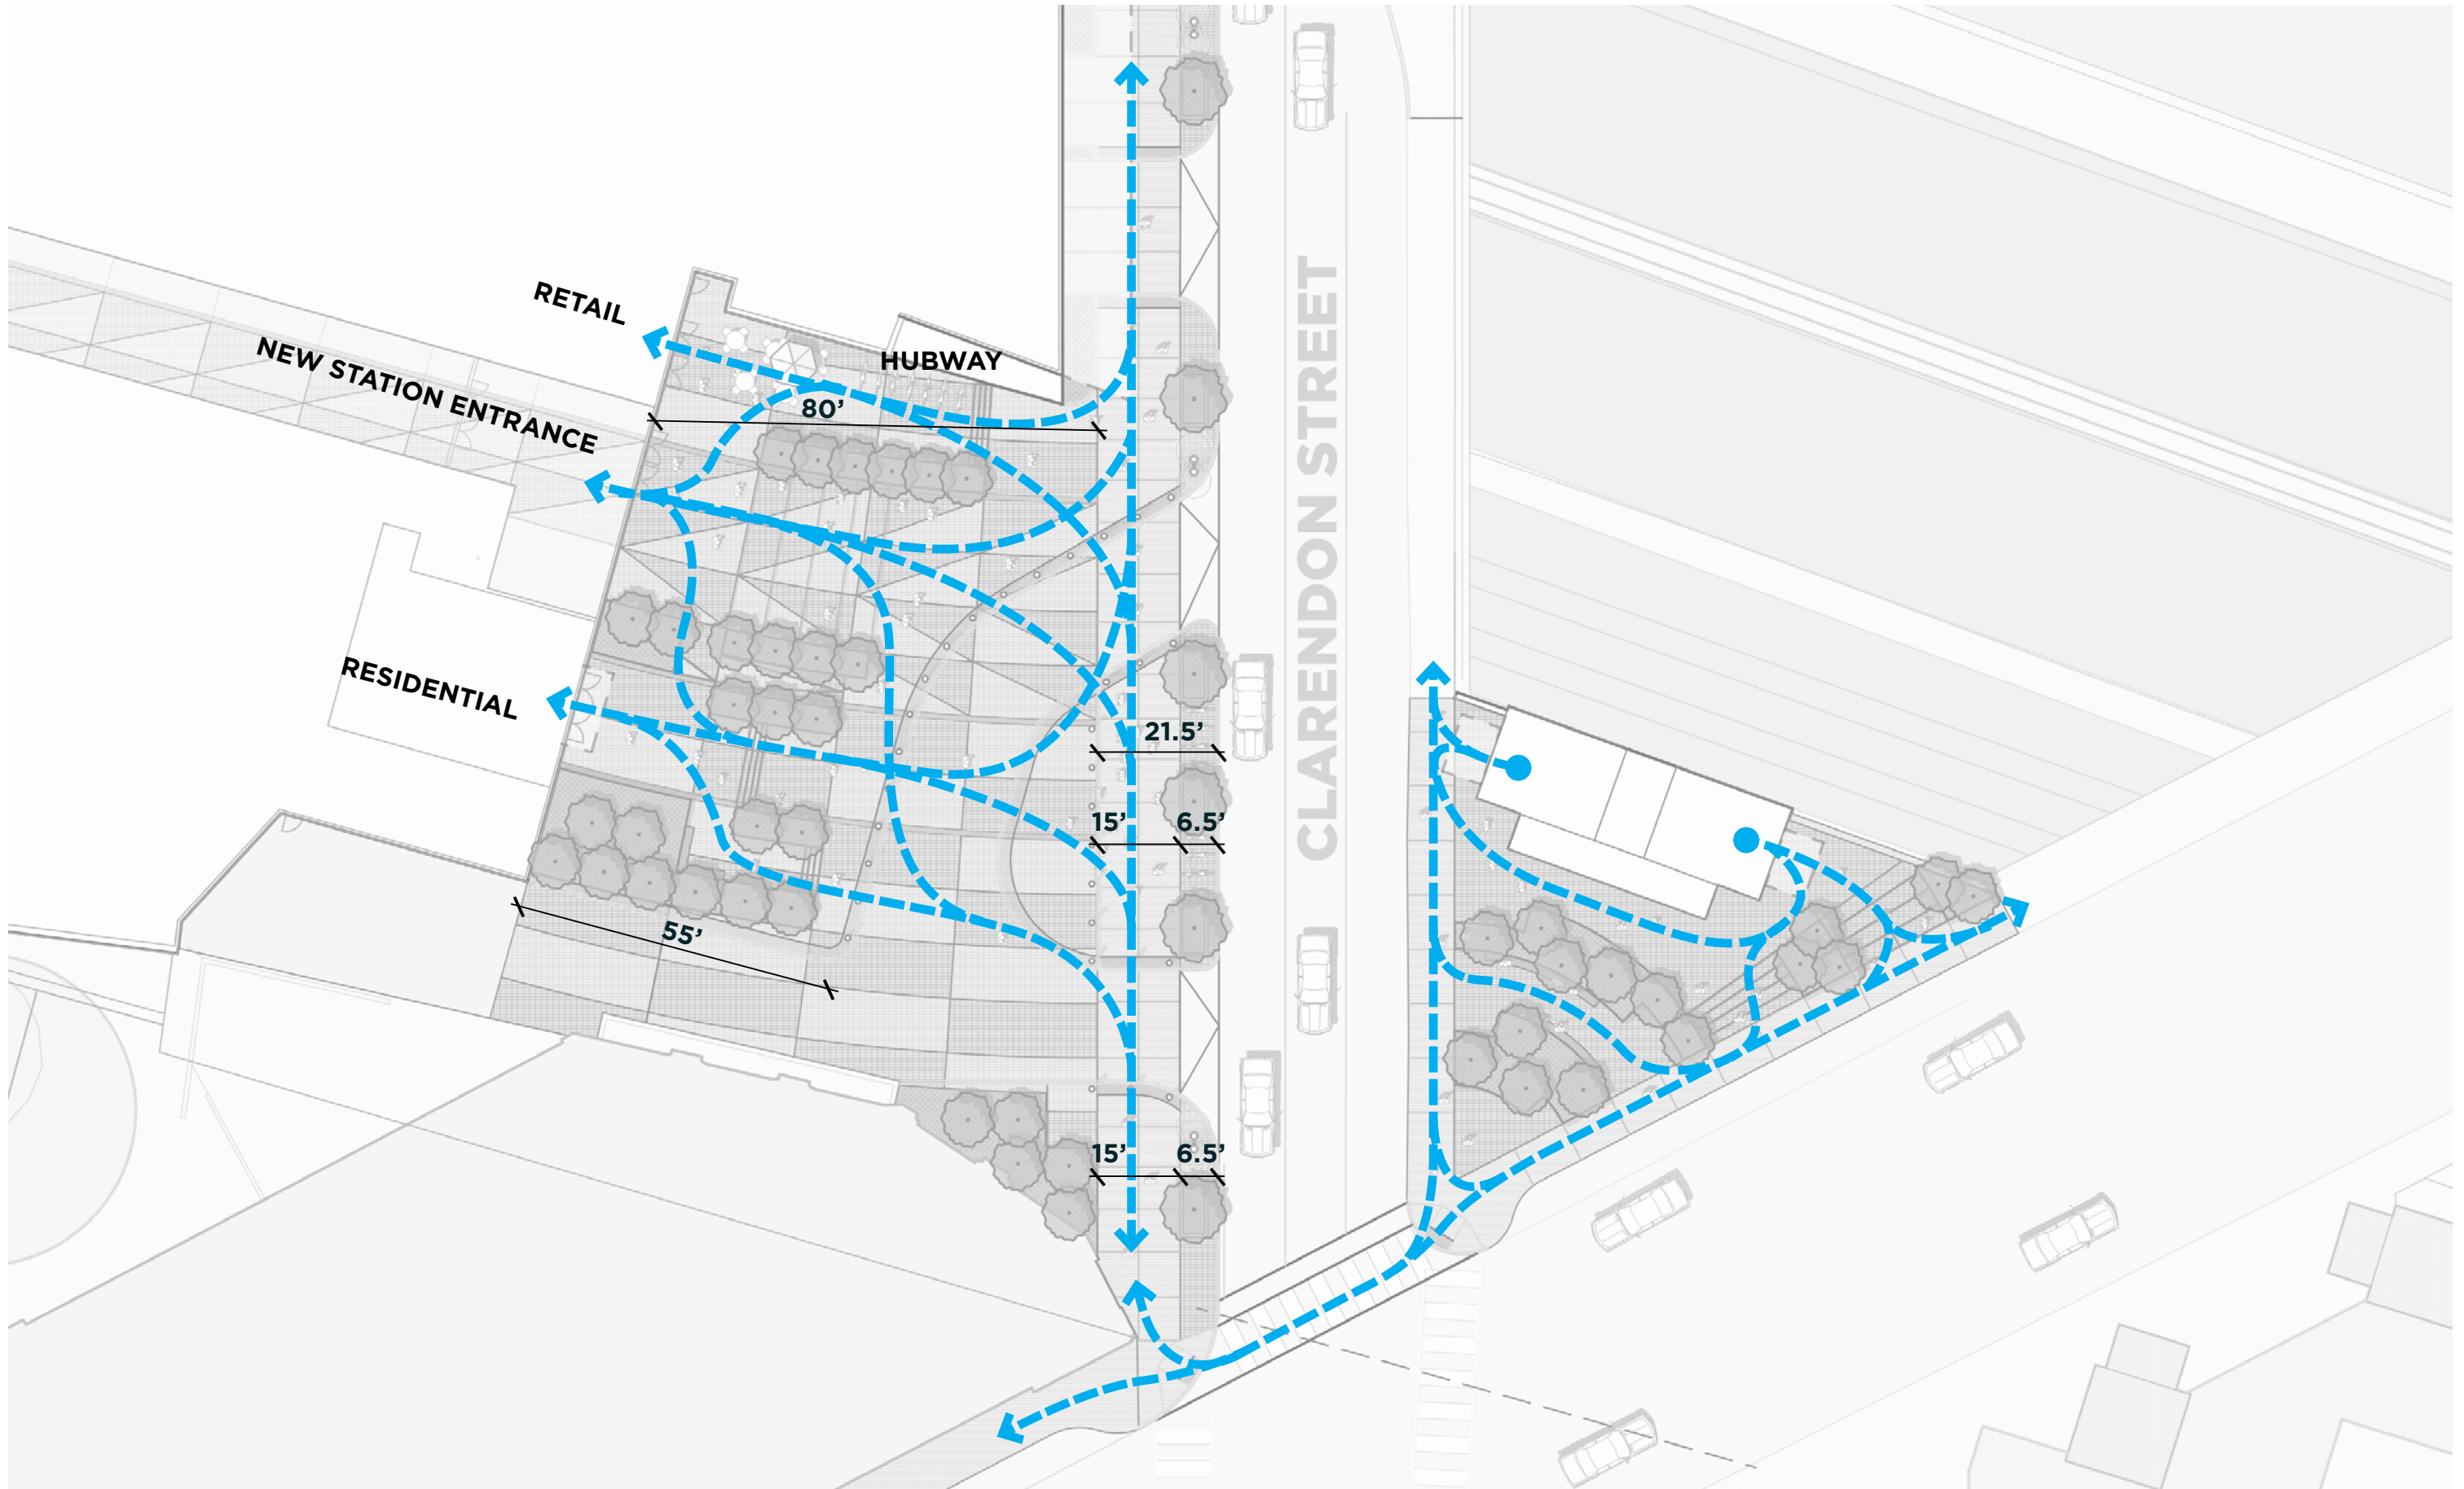 RETAIL
HUBWAY
NEW STATION ENTRANCE
80’
CLARENDON STREET
RESIDENTIAL
21.5’
15’
6.5’
55’
15’
6.5’